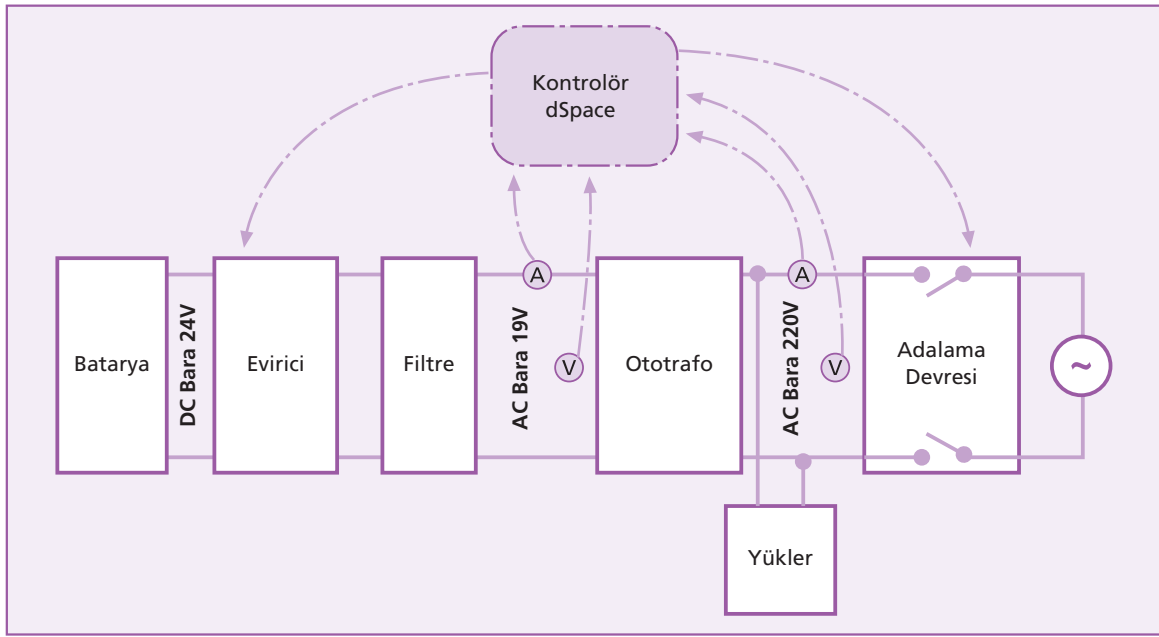 Kontrolör
dSpace
Batarya
DC Bara 24V
Evirici
Filtre
A
AC Bara 19V
V
Ototrafo
A
AC Bara 220V
V
Adalama
Devresi
~
Yükler